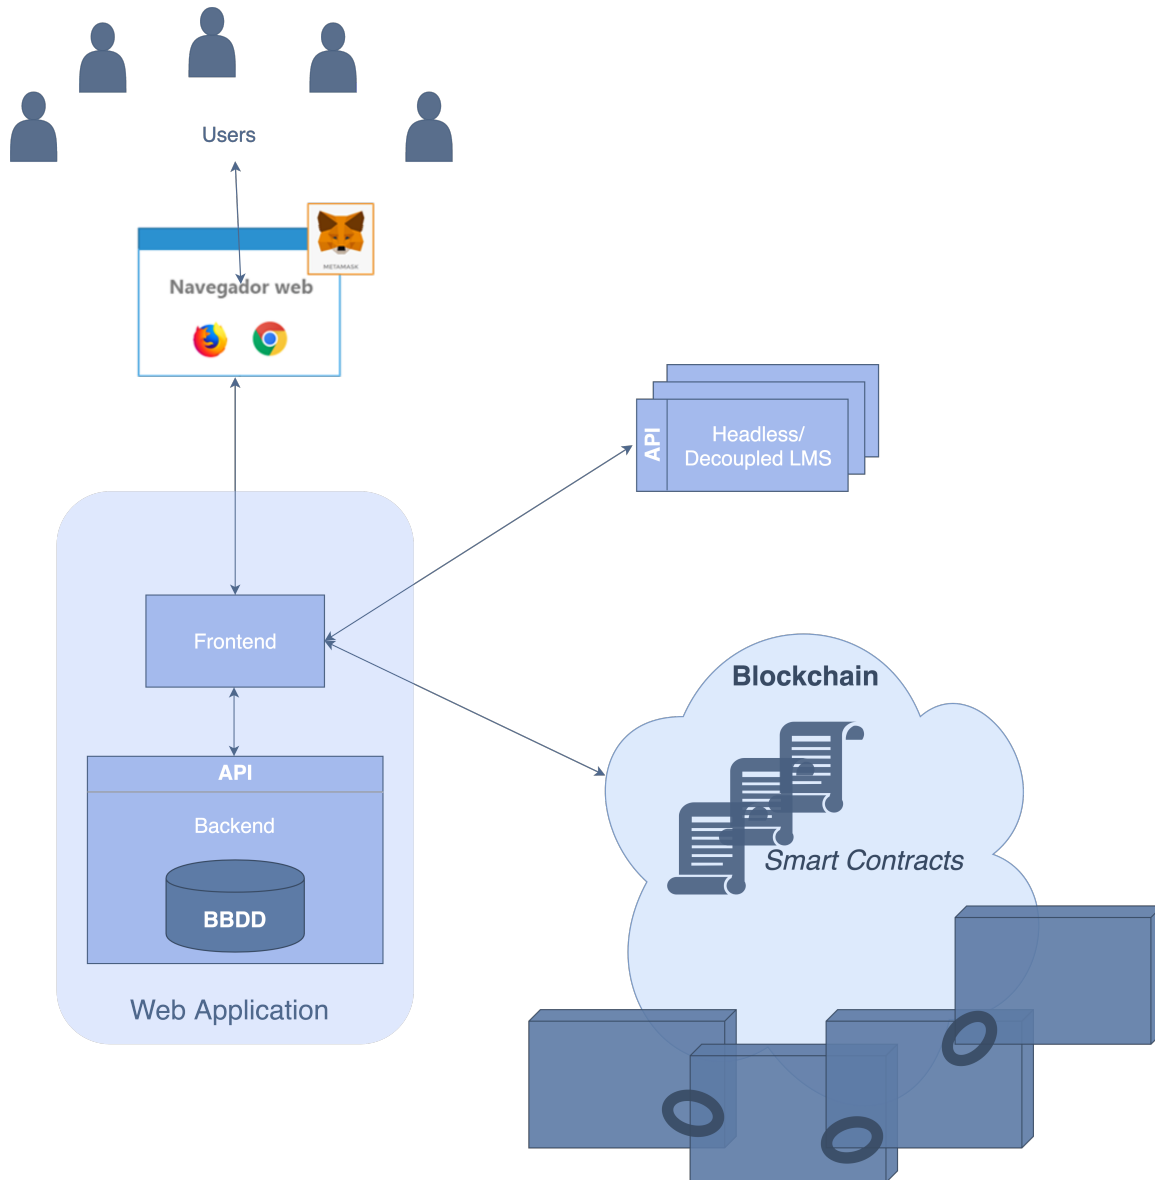 Users
METAMASK
Navegador web
API
Headless/
Decoupled LMS
Frontend
Blockchain
API
Backend
Smart Contracts
BBDD
Web Application